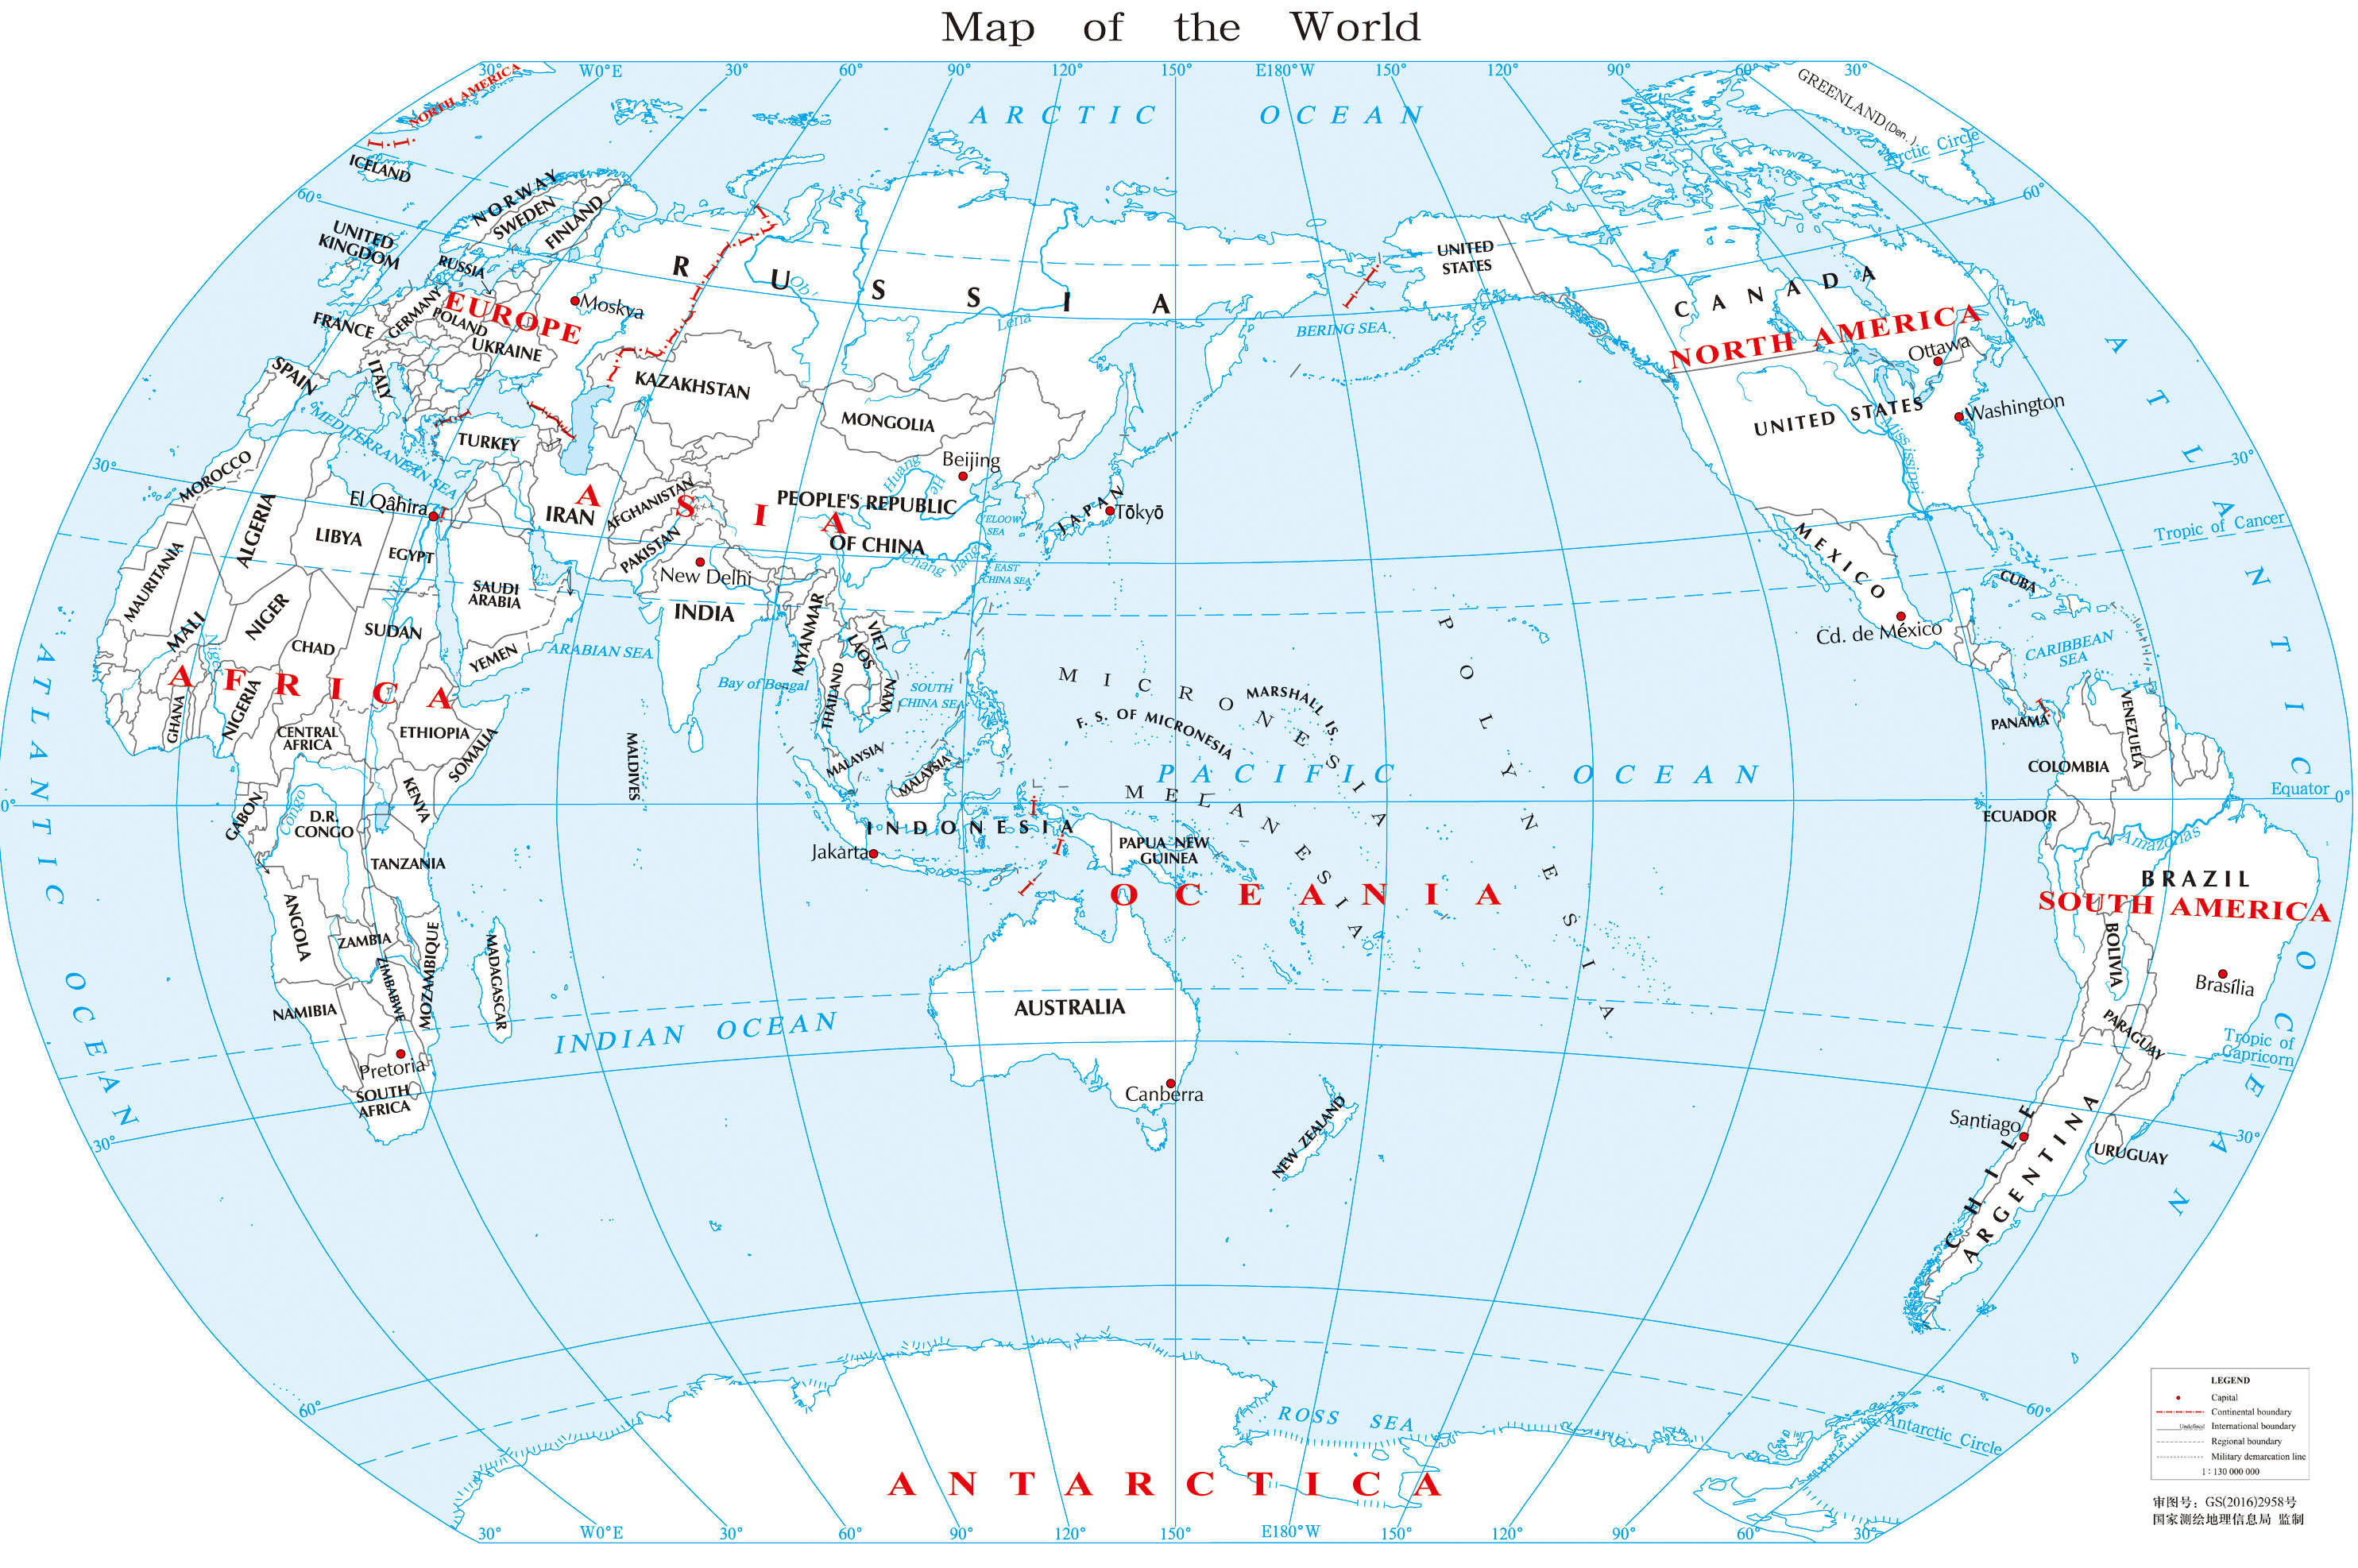 Map of the World
30°
W0°E
30°
60°
90°
120°
150°
E180°W
150°
120°
90°
60°
30°
NORTH AMERICA
ARCTIC OCEAN
GREENLAND(Den.)
Arctic Circle
ICELAND
60°
60°
NORWAY
SWEDEN
FINLAND
UNITED
KINGDOM
RUSSIA
RUSSIA
Ob'
Lena
UNITED
STATES
CANADA
BERING SEA
Moskva
EUROPE
GERMANY
POLAND
FRANCE
UKRAINE
SPAIN
ITALY
KAZAKHSTAN
MONGOLIA
NORTH AMERICA
Ottawa
UNITED STATES
Washington
Mississippi
ATLANTIC OCEAN
MEDITERRANEAN SEA
TURKEY
30°
30°
MOROCCO
Beijing
Huang
He
El Qâhira
ALGERIA
LIBYA
EGYPT
IRAN
AFGHANISTAN
PAKISTAN
ASIA
PEOPLE'S REPUBLIC
OF CHINA
YELOOW
SEA
JAPAN
Tōkyō
New Delhi
Chang Jiang
EAST
CHINA SEA
MEXICO
Tropic of Cancer
MAURITANIA
MALI
NIGER
CHAD
SUDAN
Nile
SAUDI
ARABIA
INDIA
MYANMAR
LAOS
VIET
NAM
THAILAND
CUBA
Cd. de México
CARIBBEAN
SEA
ATLANTIC OCEAN
Niger
YEMEN
ARABIAN SEA
Bay of Bengal
SOUTH
CHINA SEA
MICRONESIA
MARSHALL IS.
F. S. OF MICRONESIA
POLYNESIA
AFRICA
GHANA
NIGERIA
CENTRAL
AFRICA
ETHIOPIA
SOMALIA
MALDIVES
MALAYSIA
MALAYSIA
PACIFIC OCEAN
PANAMA
VENEZUELA
COLOMBIA
Equator
0°
0°
GABON
Congo
D.R.
CONGO
KENYA
TANZANIA
INDONESIA
Jakarta
MELANESIA
PAPUA NEW
GUINEA
ECUADOR
Amazonas
BRAZIL
OCEANIA
SOUTH AMERICA
ANGOLA
ZAMBIA
ZIMBABWE
MOZAMBIQUE
MADAGASCAR
NAMIBIA
BOLIVIA
Brasília
AUSTRALIA
INDIAN OCEAN
PARAGUAY
Tropic of
Capricorn
Pretoria
SOUTH
AFRICA
Canberra
NEW ZEALAND
30°
30°
Santiago
CHILE
ARGENTINA
URUGUAY
60°
60°
ROSS SEA
Antarctic Circle
ANTARCTICA
LEGEND
Capital
Continental boundary
Undefined International boundary
Regional boundary
Military demarcation line
1 : 130 000 000
审图号：GS(2016)2958号
国家测绘地理信息局 监制
30°
W0°E
30°
60°
90°
120°
150°
E180°W
150°
120°
90°
60°
30°